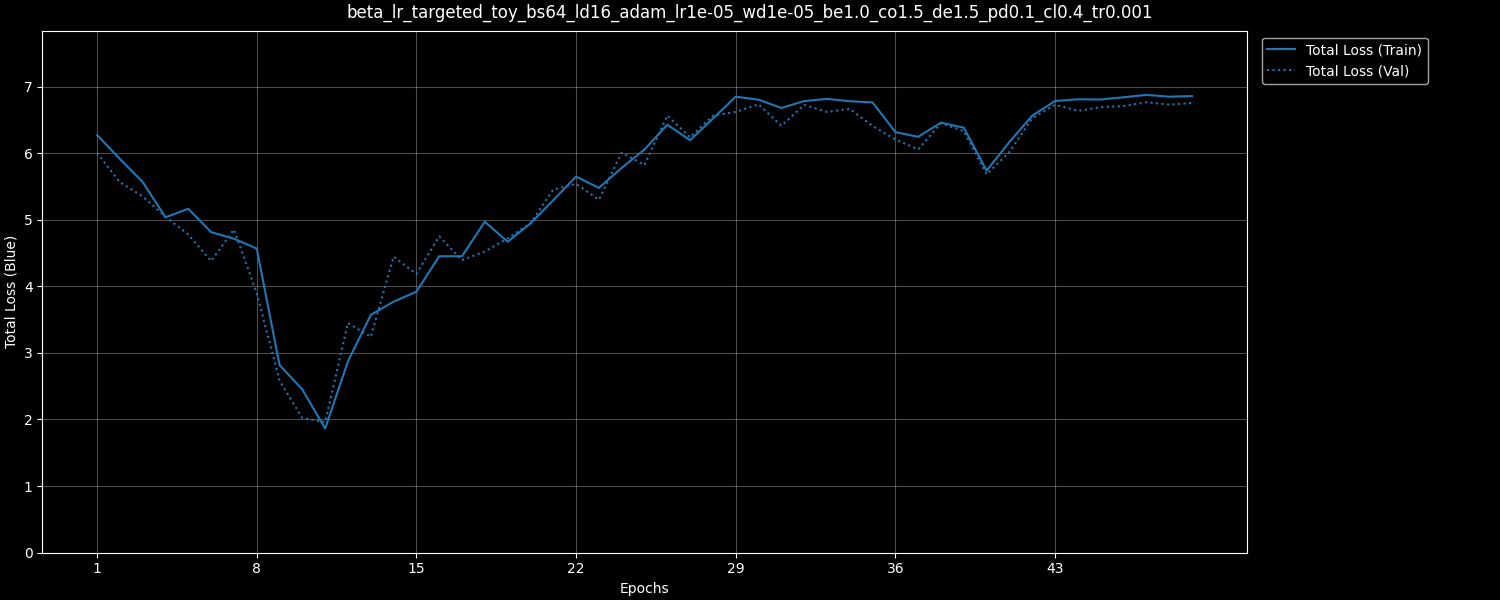 beta_lr_targeted_toy_bs64_ld16_adam_lr1e-05_wd1e-05_be1.0_co1.5_de1.5_pd0.1_cl0.4_tr0.001
Total Loss (Train)
Total Loss (Val)
Total Loss (Blue)
7
6
5
4
3
2
1
0
1 8 15 22 29 36 43
Epochs